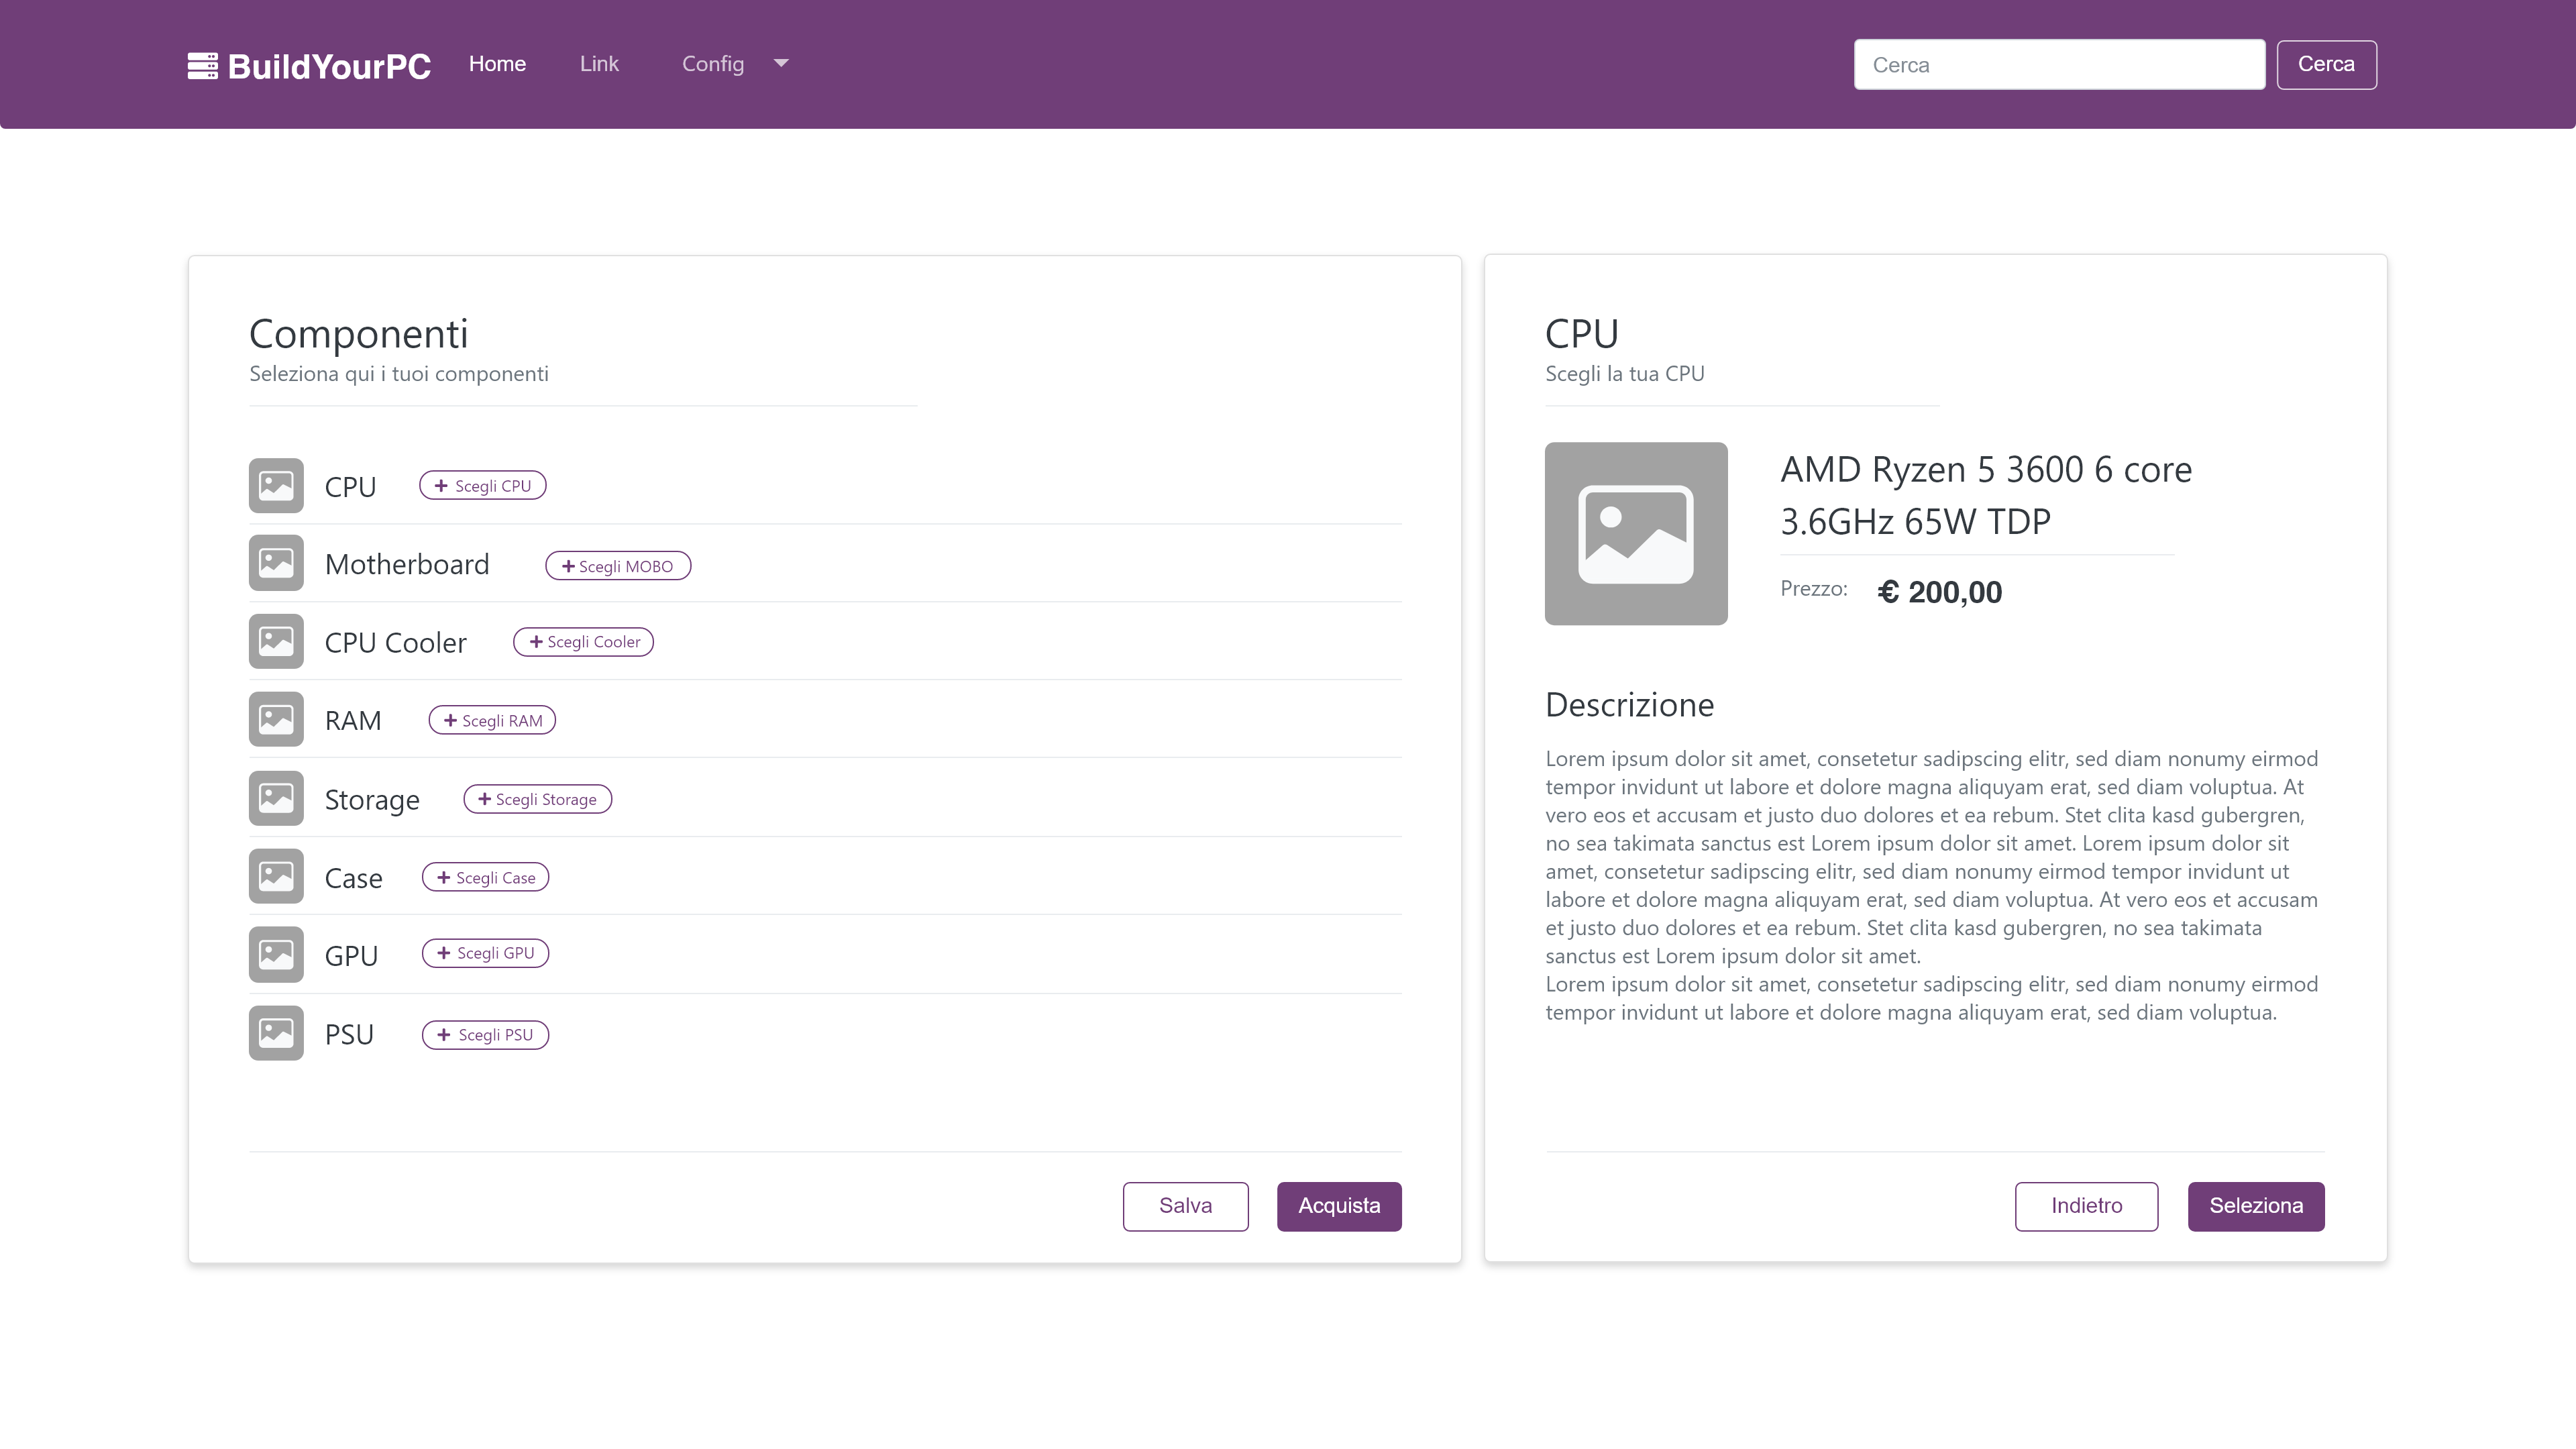 BuildYourPC Home Link Config Cerca Cerca
Componenti
Seleziona qui i tuoi componenti
CPU + Scegli CPU
Motherboard + Scegli MOBO
CPU Cooler + Scegli Cooler
RAM + Scegli RAM
Storage + Scegli Storage
Case + Scegli Case
GPU + Scegli GPU
PSU + Scegli PSU
Salva Acquista
CPU
Scegli la tua CPU
AMD Ryzen 5 3600 6 core
3.6GHz 65W TDP
Prezzo: € 200,00
Descrizione
Lorem ipsum dolor sit amet, consetetur sadipscing elitr, sed diam nonumy eirmod
tempor invidunt ut labore et dolore magna aliquyam erat, sed diam voluptua. At
vero eos et accusam et justo duo dolores et ea rebum. Stet clita kasd gubergren,
no sea takimata sanctus est Lorem ipsum dolor sit amet. Lorem ipsum dolor sit
amet, consetetur sadipscing elitr, sed diam nonumy eirmod tempor invidunt ut
labore et dolore magna aliquyam erat, sed diam voluptua. At vero eos et accusam
et justo duo dolores et ea rebum. Stet clita kasd gubergren, no sea takimata
sanctus est Lorem ipsum dolor sit amet.
Lorem ipsum dolor sit amet, consetetur sadipscing elitr, sed diam nonumy eirmod
tempor invidunt ut labore et dolore magna aliquyam erat, sed diam voluptua.
Indietro Seleziona